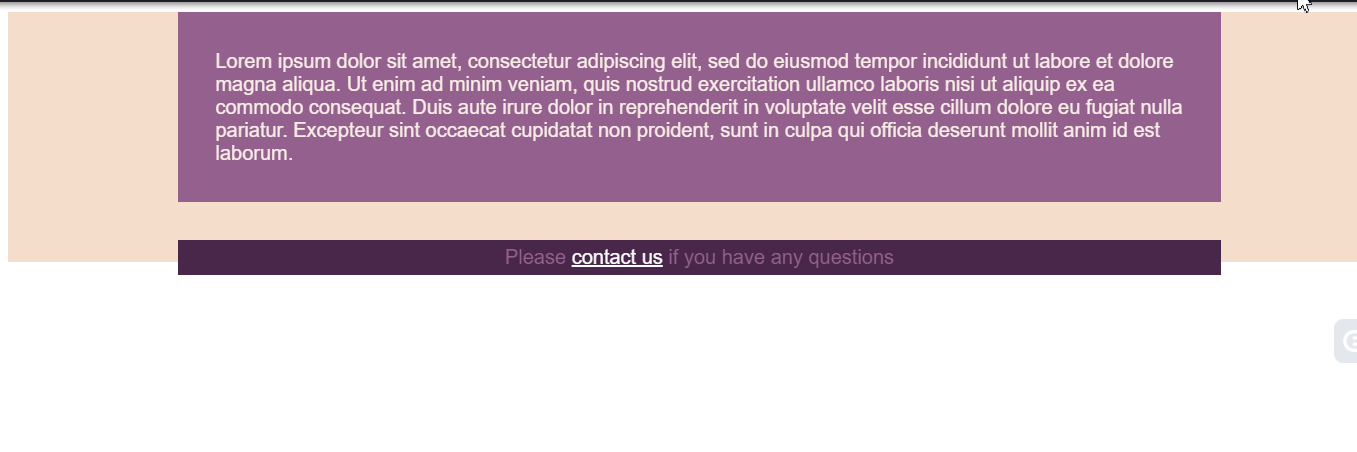 Lorem ipsum dolor sit amet, consectetur adipiscing elit, sed do eiusmod tempor incididunt ut labore et dolore
magna aliqua. Ut enim ad minim veniam, quis nostrud exercitation ullamco laboris nisi ut aliquip ex ea
commodo consequat. Duis aute irure dolor in reprehenderit in voluptate velit esse cillum dolore eu fugiat nulla
pariatur. Excepteur sint occaecat cupidatat non proident, sunt in culpa qui officia deserunt mollit anim id est
laborum.
Please contact us if you have any questions